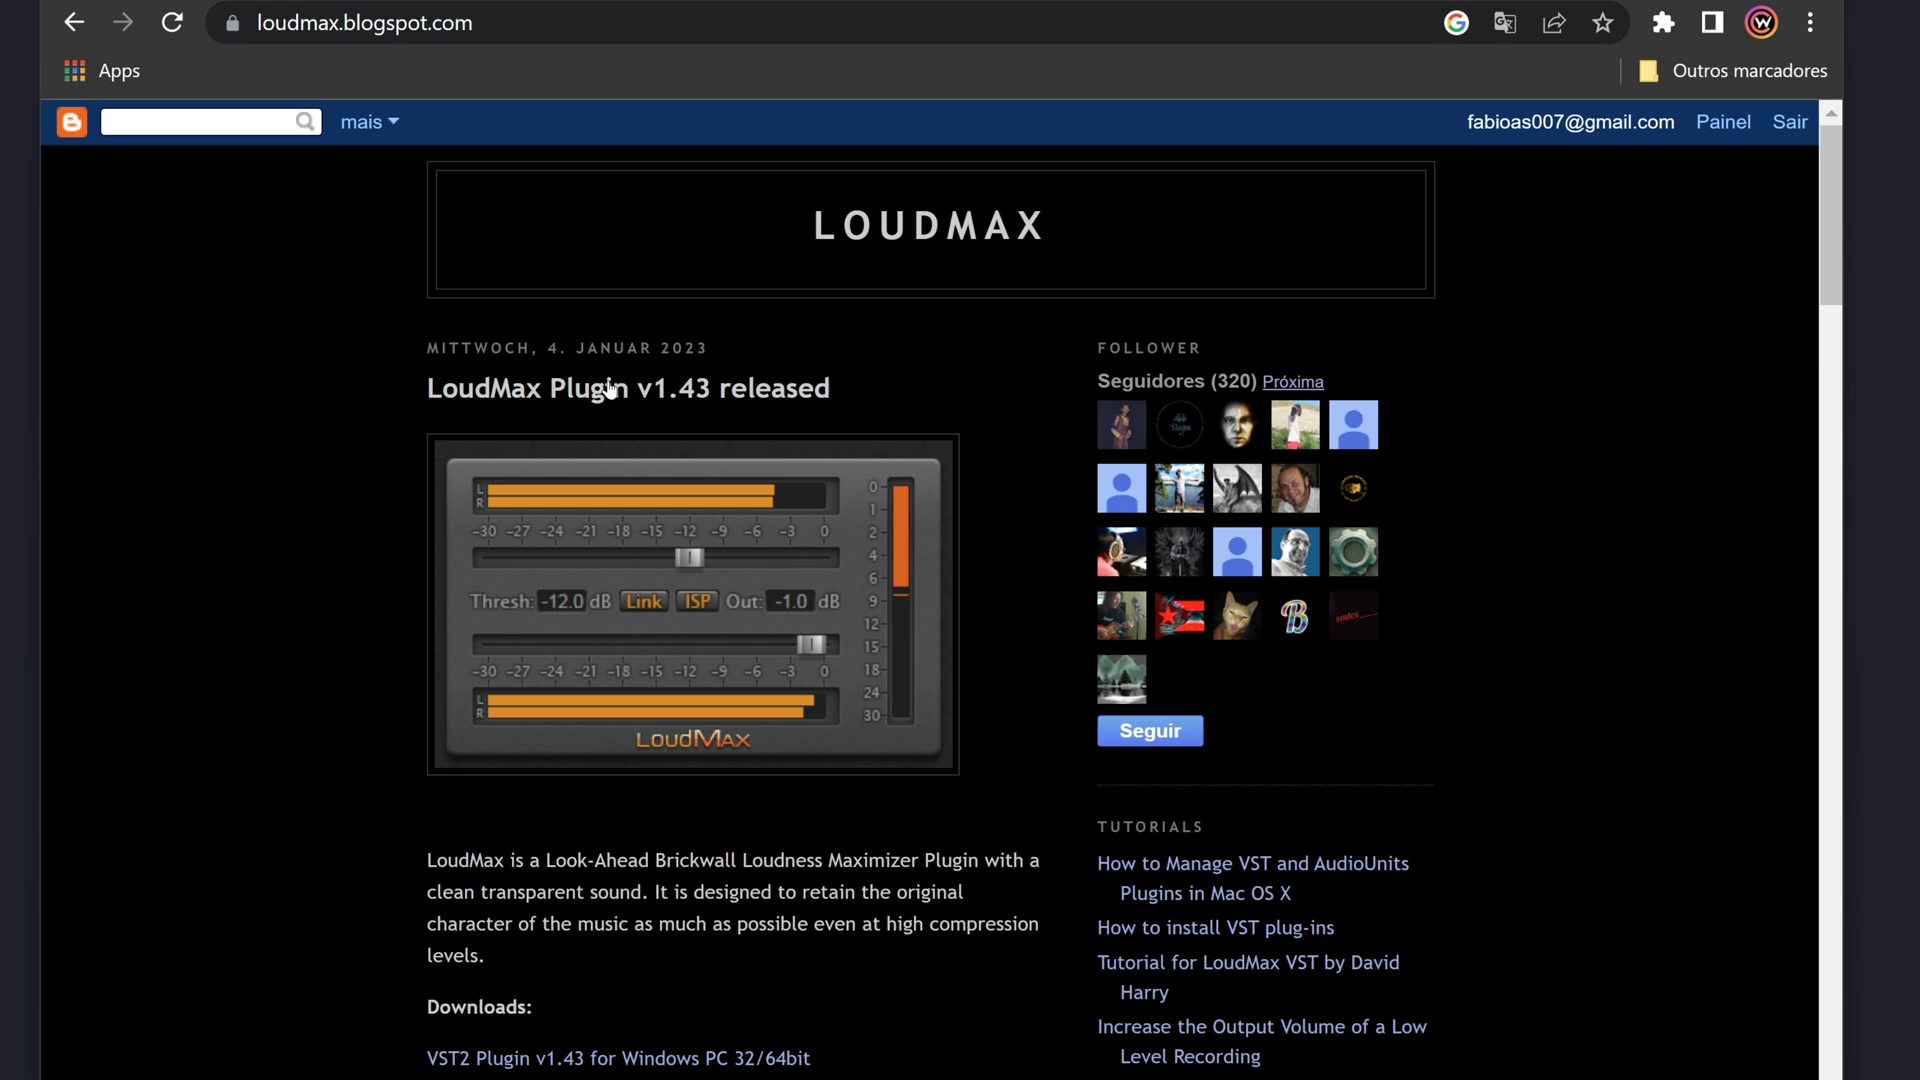 loudmax.blogspot.com
Apps
Outros marcadores
mais
fabioas007@gmail.com Painel Sair
LOUDMAX
MITTWOCH, 4. JANUAR 2023
LoudMax Plugin v1.43 released
L
R
-30 -27 -24 -21 -18 -15 -12 -9 -6 -3 0
Thresh: -12.0 dB Link ISP Out: -1.0 dB
-30 -27 -24 -21 -18 -15 -12 -9 -6 -3 0
L
R
LoudMax
0
1
2
4
6
9
12
15
18
24
30
LoudMax is a Look-Ahead Brickwall Loudness Maximizer Plugin with a
clean transparent sound. It is designed to retain the original
character of the music as much as possible even at high compression
levels.
Downloads:
VST2 Plugin v1.43 for Windows PC 32/64bit
FOLLOWER
Seguidores (320) Próxima
Seguir
TUTORIALS
How to Manage VST and AudioUnits
Plugins in Mac OS X
How to install VST plug-ins
Tutorial for LoudMax VST by David
Harry
Increase the Output Volume of a Low
Level Recording